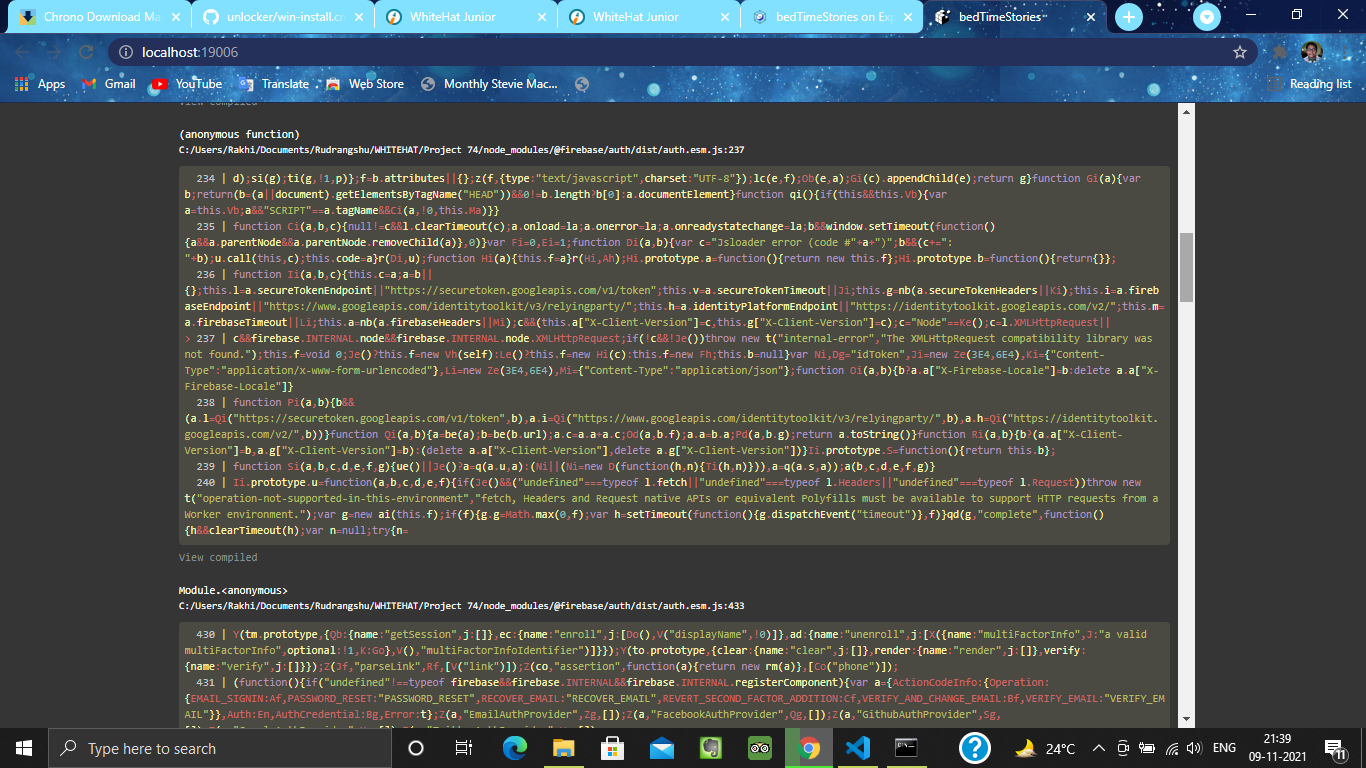 Chrono Download Ma
unlocker/win-install.cm
WhiteHat Junior
WhiteHat Junior
bedTimeStories on Exp
bedTimeStories
localhost:19006
Apps
Gmail
YouTube
Translate
Web Store
Monthly Stevie Mac...
Reading list
View compiled
(anonymous function)
C:/Users/Rakhi/Documents/Rudrangshu/WHITEHAT/Project 74/node_modules/@firebase/auth/dist/auth.esm.js:237
234 | d);si(g);ti(g,!1,p)};f=b.attributes||{};z(f,{type:"text/javascript",charset:"UTF-8"});lc(e,f);Ob(e,a);Gi(c).appendChild(e);return g}function Gi(a){var
b;return(b=(a||document).getElementsByTagName("HEAD"))&&0!=b.length?b[0]:a.documentElement}function qi(){if(this&&this.Vb){var
a=this.Vb;a&&"SCRIPT"==a.tagName&&Ci(a,!0,this.Ma)}}
235 | function Ci(a,b,c){null!=c&&l.clearTimeout(c);a.onload=la;a.onerror=la;a.onreadystatechange=la;b&&window.setTimeout(function()
{a&&a.parentNode&&a.parentNode.removeChild(a)},0)}var Fi=0,Ei=1;function Di(a,b){var c="Jsloader error (code #"+a+")";b&&(c+=":
"+b);u.call(this,c);this.code=a}r(Di,u);function Hi(a){this.f=a}r(Hi,Ah);Hi.prototype.a=function(){return new this.f};Hi.prototype.b=function(){return{}};
236 | function Ii(a,b,c){this.c=a;a=b||
{};this.l=a.secureTokenEndpoint||"https://securetoken.googleapis.com/v1/token";this.v=a.secureTokenTimeout||Ji;this.g=nb(a.secureTokenHeaders||Ki);this.i=a.fireb
aseEndpoint||"https://www.googleapis.com/identitytoolkit/v3/relyingparty/";this.h=a.identityPlatformEndpoint||"https://identitytoolkit.googleapis.com/v2/";this.m=
a.firebaseTimeout||Li;this.a=nb(a.firebaseHeaders||Mi);c&&(this.a["X-Client-Version"]=c,this.g["X-Client-Version"]=c);c="Node"==Ke();c=l.XMLHttpRequest||
> 237 | c&&firebase.INTERNAL.node&&firebase.INTERNAL.node.XMLHttpRequest;if(!c&&!Je())throw new t("internal-error","The XMLHttpRequest compatibility library was
not found.");this.f=void 0;Je()?this.f=new Vh(self):Le()?this.f=new Hi(c):this.f=new Fh;this.b=null}var Ni,Dg="idToken",Ji=new Ze(3E4,6E4),Ki={"Content-
Type":"application/x-www-form-urlencoded"},Li=new Ze(3E4,6E4),Mi={"Content-Type":"application/json"};function Oi(a,b){b?a.a["X-Firebase-Locale"]=b:delete a.a["X-
Firebase-Locale"]}
238 | function Pi(a,b){b&&
(a.l=Qi("https://securetoken.googleapis.com/v1/token",b),a.i=Qi("https://www.googleapis.com/identitytoolkit/v3/relyingparty/",b),a.h=Qi("https://identitytoolkit.
googleapis.com/v2/",b))}function Qi(a,b){a=be(a);b=be(b.url);a.c=a.a+a.c;Od(a,b.f);a.a=b.a;Pd(a,b.g);return a.toString()}function Ri(a,b){b?(a.a["X-Client-
Version"]=b,a.g["X-Client-Version"]=b):(delete a.a["X-Client-Version"],delete a.g["X-Client-Version"])}Ii.prototype.S=function(){return this.b};
239 | function Si(a,b,c,d,e,f,g){ue()||Je()?a=q(a.u,a):(Ni||(Ni=new D(function(h,n){Ti(h,n)})),a=q(a.s,a));a(b,c,d,e,f,g)}
240 | Ii.prototype.u=function(a,b,c,d,e,f){if(Je()&&("undefined"===typeof l.fetch||"undefined"===typeof l.Headers||"undefined"===typeof l.Request))throw new
t("operation-not-supported-in-this-environment","fetch, Headers and Request native APIs or equivalent Polyfills must be available to support HTTP requests from a
Worker environment.");var g=new ai(this.f);if(f){g.g=Math.max(0,f);var h=setTimeout(function(){g.dispatchEvent("timeout")},f)}qd(g,"complete",function()
{h&&clearTimeout(h);var n=null;try{n=
View compiled
Module.<anonymous>
C:/Users/Rakhi/Documents/Rudrangshu/WHITEHAT/Project 74/node_modules/@firebase/auth/dist/auth.esm.js:433
430 | Y(tm.prototype,{Qb:{name:"getSession",j:[]},ec:{name:"enroll",j:[Do(),V("displayName",!0)]},ad:{name:"unenroll",j:[X({name:"multiFactorInfo",J:"a valid
multiFactorInfo",optional:!1,K:Go},V(),"multiFactorInfoIdentifier")]}});Y(to.prototype,{clear:{name:"clear",j:[]},render:{name:"render",j:[]},verify:
{name:"verify",j:[]}});Z(Jf,"parseLink",Rf,[V("link")]);Z(co,"assertion",function(a){return new rm(a)},[Co("phone")]);
431 | (function(){if("undefined"!==typeof firebase&&firebase.INTERNAL&&firebase.INTERNAL.registerComponent){var a={ActionCodeInfo:{Operation:
{EMAIL_SIGNIN:Af,PASSWORD_RESET:"PASSWORD_RESET",RECOVER_EMAIL:"RECOVER_EMAIL",REVERT_SECOND_FACTOR_ADDITION:Cf,VERIFY_AND_CHANGE_EMAIL:Bf,VERIFY_EMAIL:"VERIFY_EM
AIL"}},Auth:En,AuthCredential:Bg,Error:t};Z(a,"EmailAuthProvider",Zg,[]);Z(a,"FacebookAuthProvider",Qg,[]);Z(a,"GithubAuthProvider",Sg,
Type here to search
24°C
ENG
21:39
09-11-2021
11